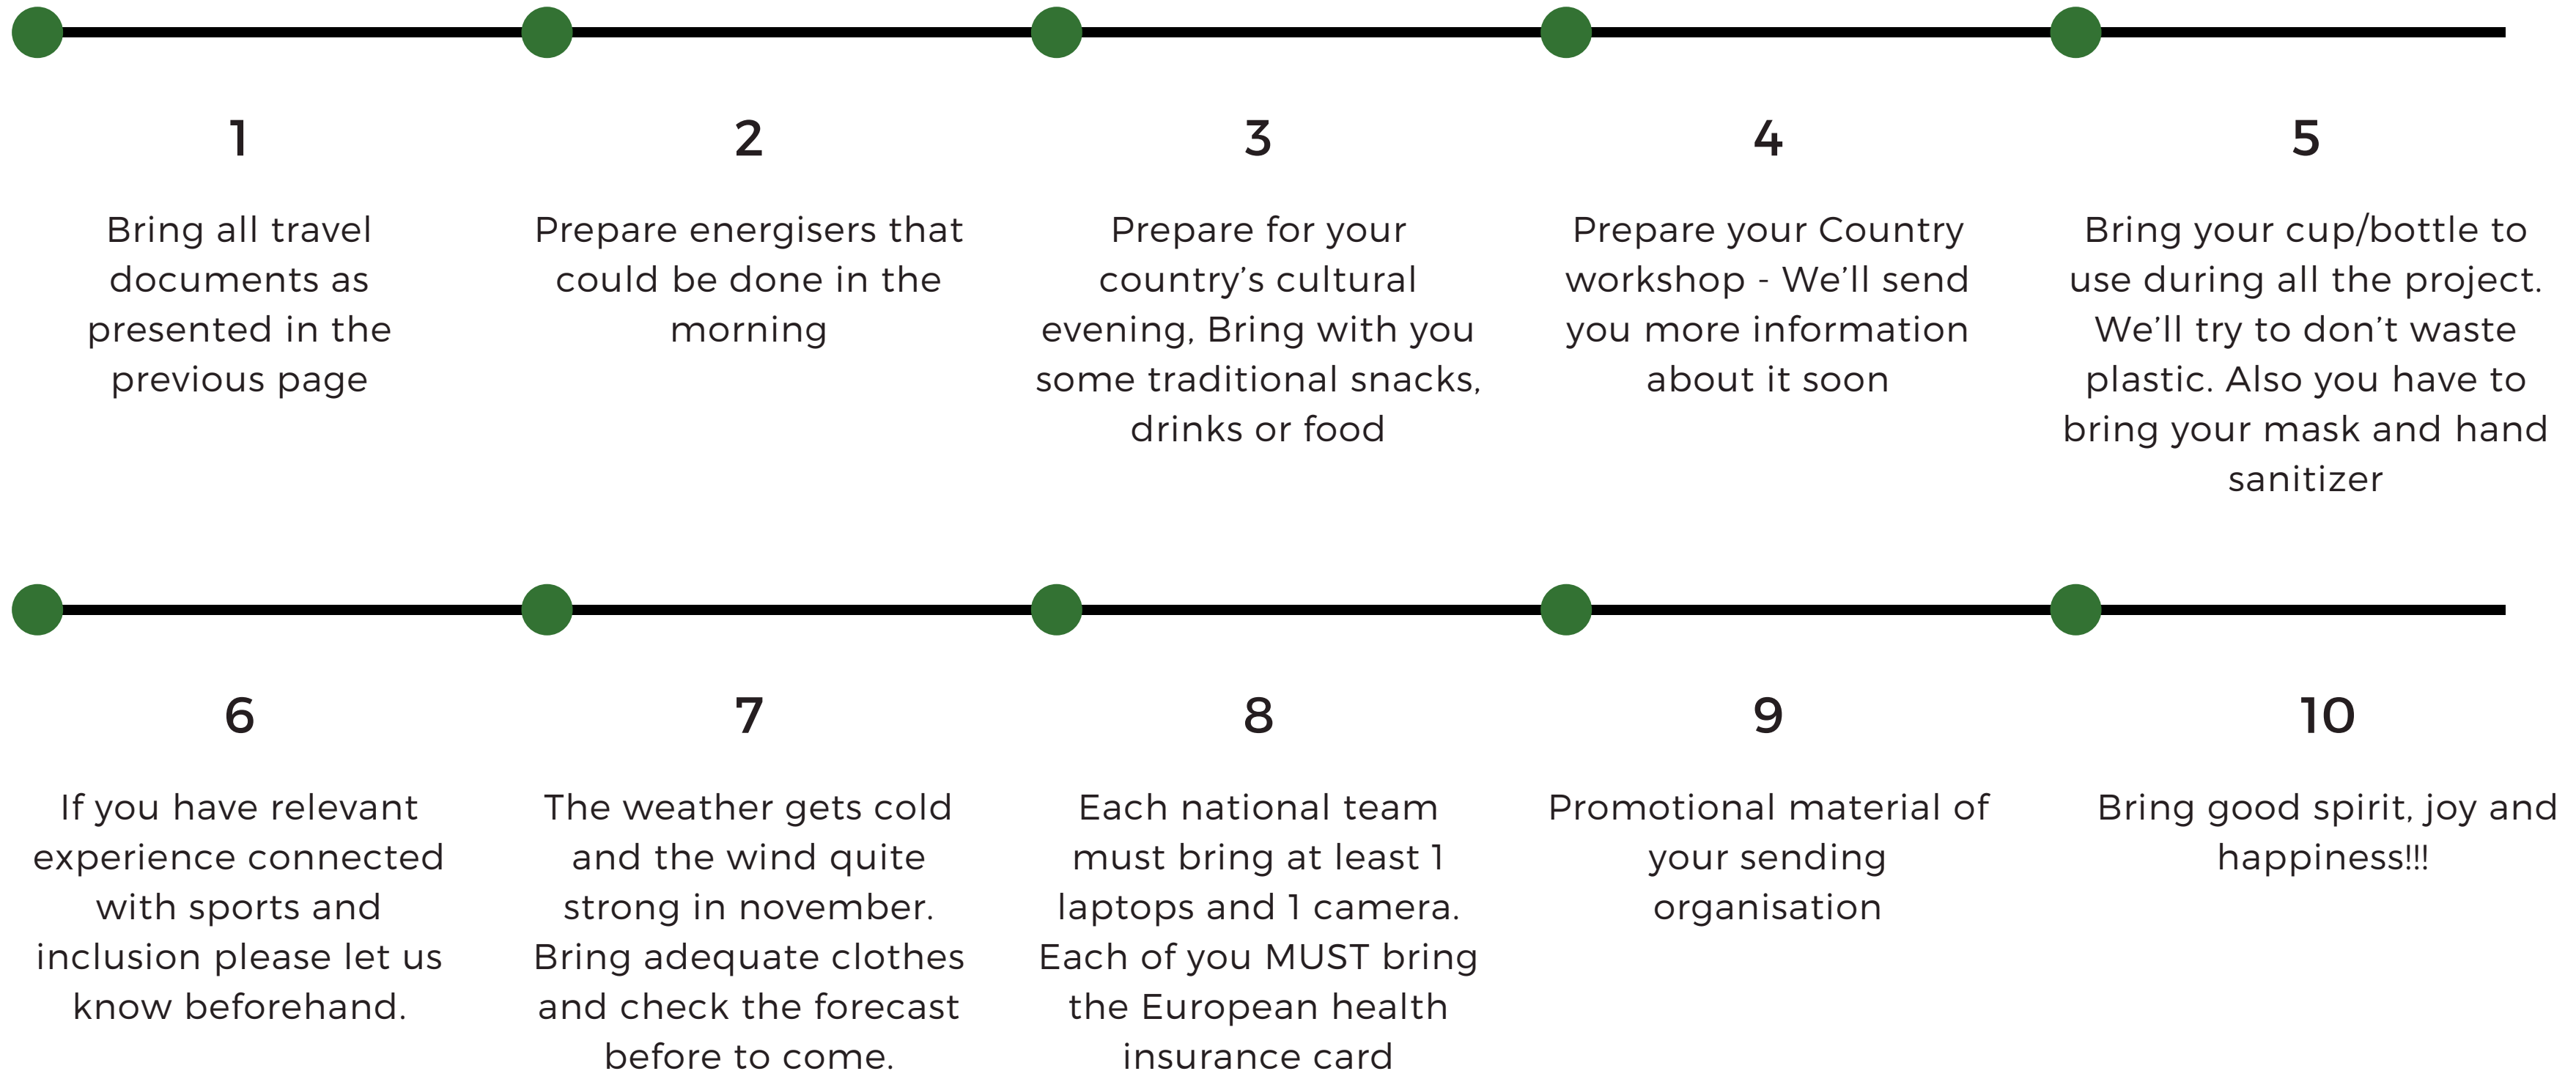 1
Bring all travel
documents as
presented in the
previous page
2
Prepare energisers that
could be done in the
morning
3
Prepare for your
country’s cultural
evening, Bring with you
some traditional snacks,
drinks or food
4
Prepare your Country
workshop - We’ll send
you more information
about it soon
5
Bring your cup/bottle to
use during all the project.
We’ll try to don’t waste
plastic. Also you have to
bring your mask and hand
sanitizer
6
If you have relevant
experience connected
with sports and
inclusion please let us
know beforehand.
7
The weather gets cold
and the wind quite
strong in november.
Bring adequate clothes
and check the forecast
before to come.
8
Each national team
must bring at least 1
laptops and 1 camera.
Each of you MUST bring
the European health
insurance card
9
Promotional material of
your sending
organisation
10
Bring good spirit, joy and
happiness!!!